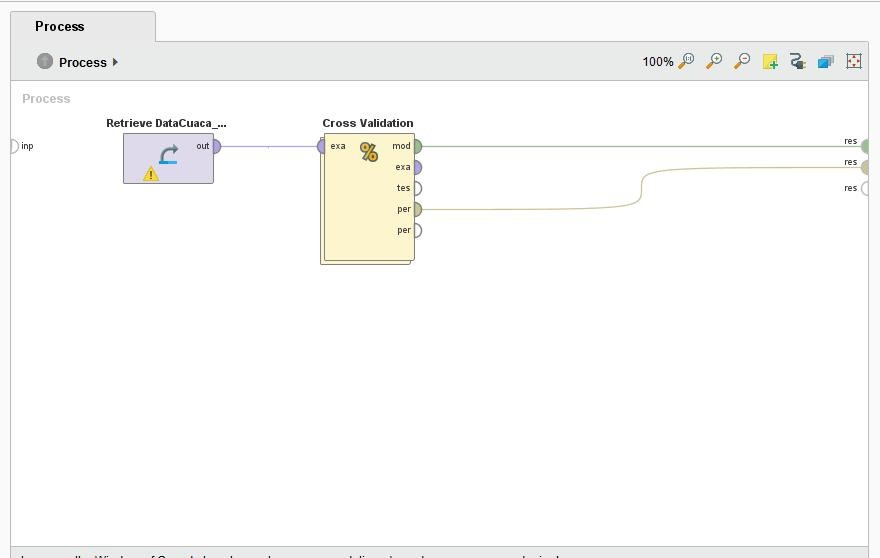 Process
Process
100%
Process
Retrieve DataCuaca_...
Cross Validation
inp
out
exa
mod
exa
tes
per
per
res
res
res